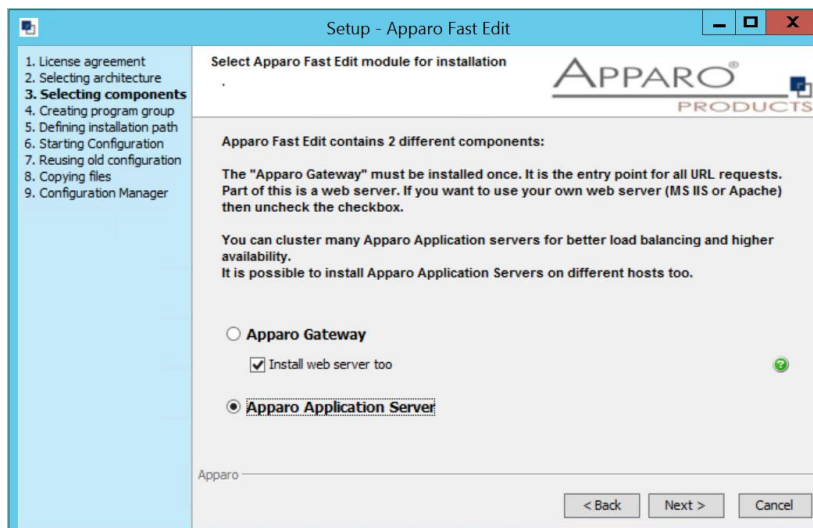 Setup - Apparo Fast Edit
1. License agreement
2. Selecting architecture
3. Selecting components
4. Creating program group
5. Defining installation path
6. Starting Configuration
7. Reusing old configuration
8. Copying files
9. Configuration Manager
Select Apparo Fast Edit module for installation
.
APPARO®
PRODUCTS
Apparo Fast Edit contains 2 different components:
The "Apparo Gateway" must be installed once. It is the entry point for all URL requests.
Part of this is a web server. If you want to use your own web server (MS IIS or Apache)
then uncheck the checkbox.
You can cluster many Apparo Application servers for better load balancing and higher
availability.
It is possible to install Apparo Application Servers on different hosts too.
Apparo Gateway
Install web server too
Apparo Application Server
Apparo
< Back
Next >
Cancel